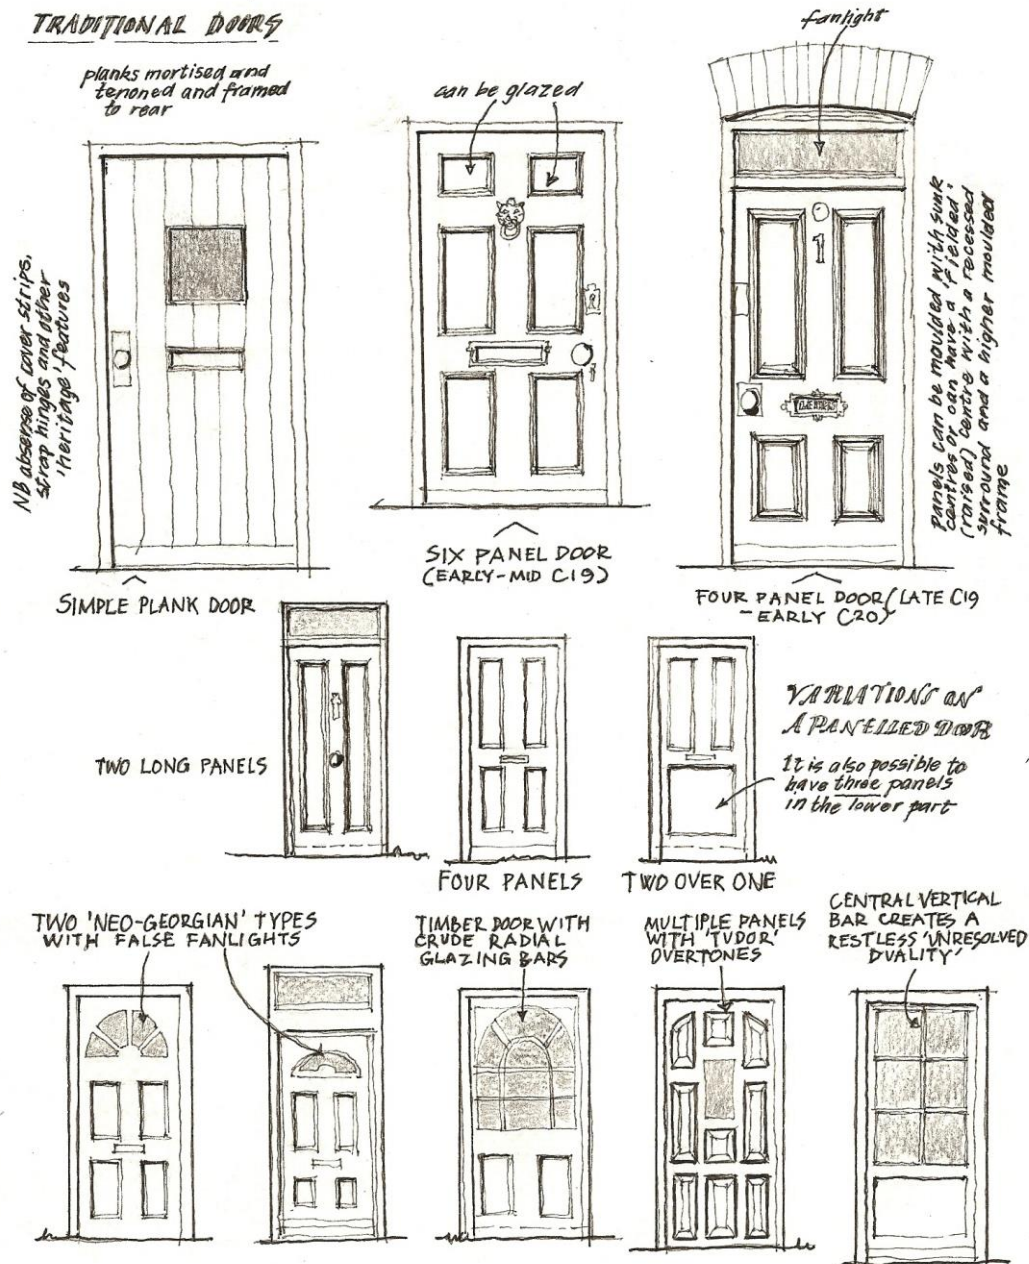 TRADITIONAL DOORS
fanlight
planks mortised and
tenoned and framed
to rear
can be glazed
NB absense of cover strips,
strap hinges and other
'heritage' features
1
LETTERS
Panels can be moulded with sunk
centres or can have a 'fielded'
(raised) centre with a recessed
surround and a higher moulded
frame
SIMPLE PLANK DOOR
SIX PANEL DOOR
(EARLY-MID C19)
FOUR PANEL DOOR (LATE C19
- EARLY C20)
TWO LONG PANELS
FOUR PANELS
TWO OVER ONE
VARIATIONS ON
A PANELLED DOOR
It is also possible to
have three panels
in the lower part
TWO 'NEO-GEORGIAN' TYPES
WITH FALSE FANLIGHTS
TIMBER DOOR WITH
CRUDE RADIAL
GLAZING BARS
MULTIPLE PANELS
WITH 'TUDOR'
OVERTONES
CENTRAL VERTICAL
BAR CREATES A
RESTLESS 'UNRESOLVED
DUALITY'